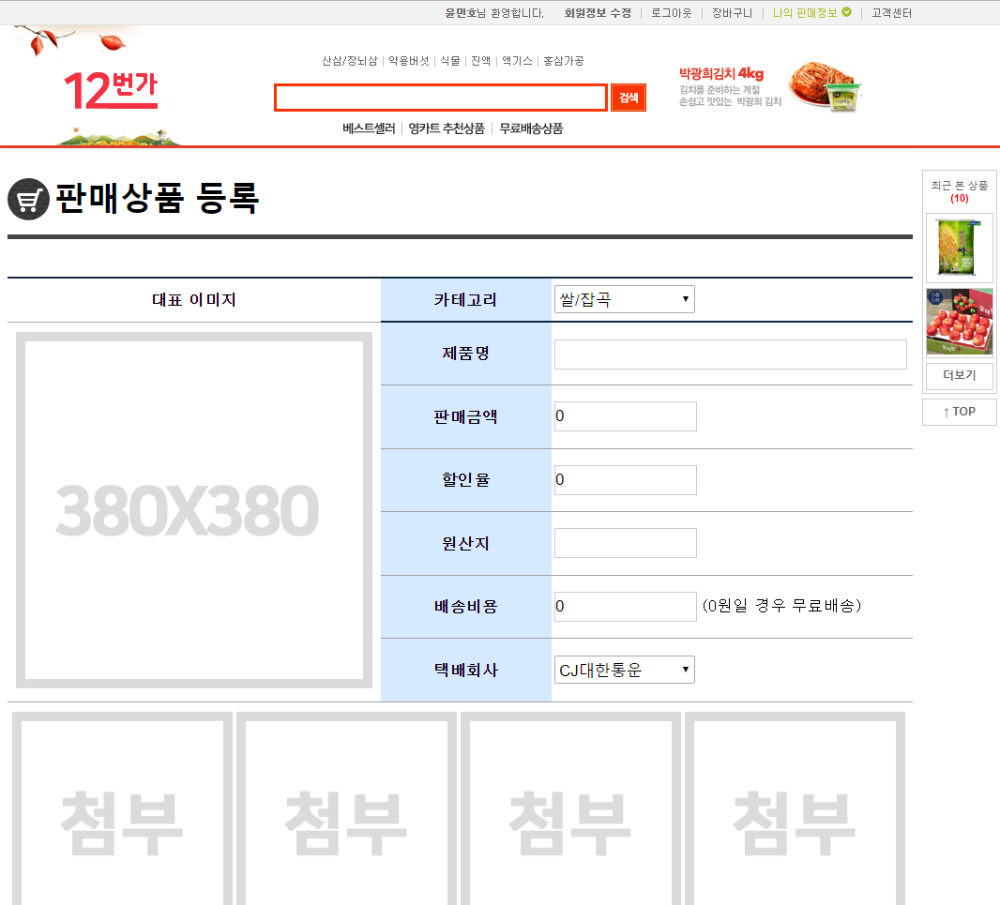 윤민호님 환영합니다. 회원정보 수정 | 로그아웃 | 장바구니 | 나의 판매정보 | 고객센터
산삼/장뇌삼 | 약용버섯 | 식물 | 진액 | 액기스 | 홍삼가공
12번가
검색
베스트셀러 | 영카트 추천상품 | 무료배송상품
박광희김치 4kg
김치를 준비하는 계절
손쉽고 맛있는 박광희 김치
판매상품 등록
최근 본 상품
(10)
더보기
↑ TOP
대표 이미지
카테고리 쌀/잡곡
제품명
판매금액 0
할인율 0
원산지
배송비용 0 (0원일 경우 무료배송)
택배회사 CJ대한통운
380X380
첨부 첨부 첨부 첨부